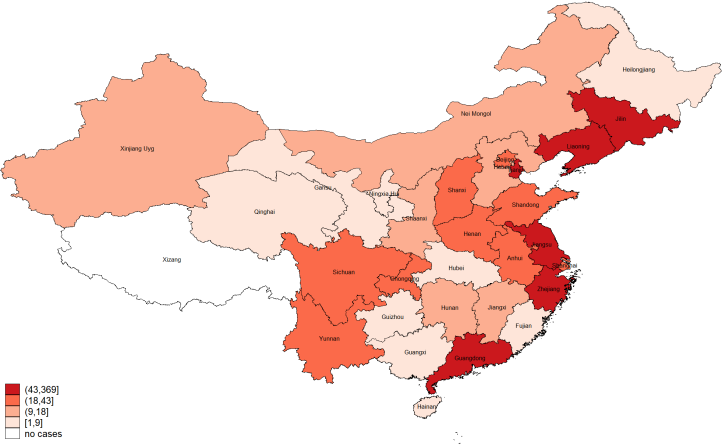 Heilongjiang
Nei Mongol
Jilin
Xinjiang Uyg
Liaoning
Beijing
Hebei
Gansu
Ningxia Hui
Shanxi
Shandong
Qinghai
Shaanxi
Henan
Jiangsu
Xizang
Anhui
Shanghai
Hubei
Sichuan
Chongqing
Zhejiang
Hunan
Jiangxi
Guizhou
Fujian
Yunnan
Guangxi
Guangdong
Hainan
(43,369]
(18,43]
(9,18]
[1,9]
no cases